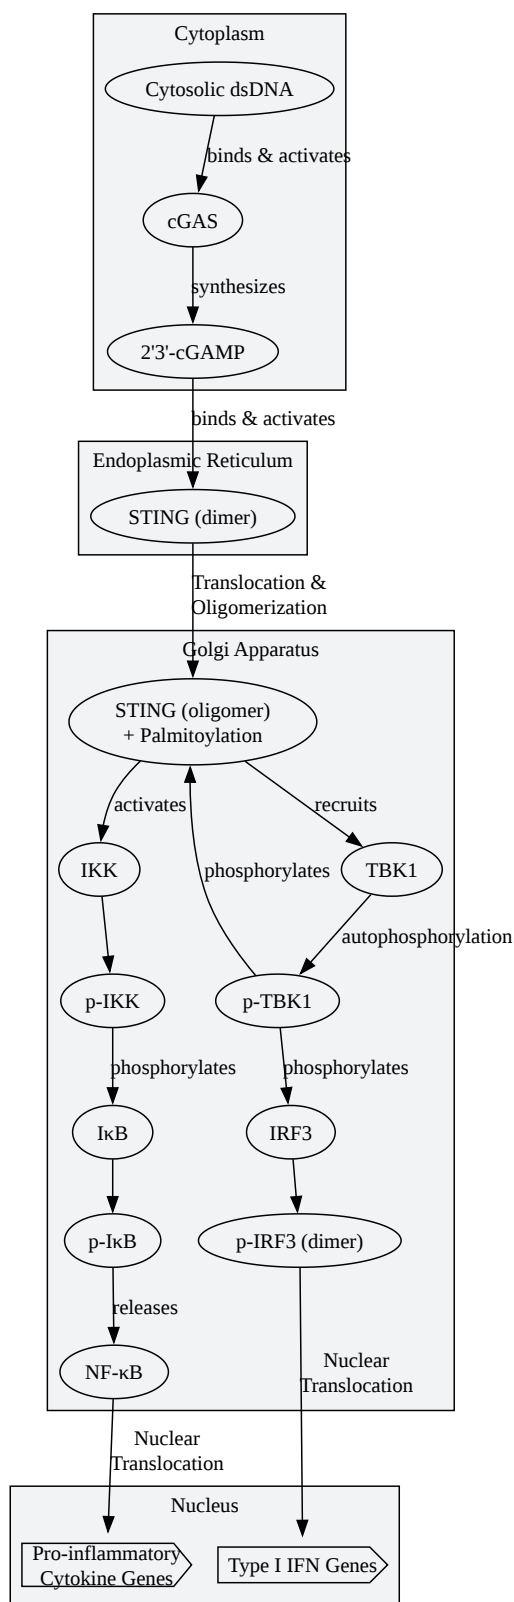 Cytoplasm
Cytosolic dsDNA
binds & activates
cGAS
synthesizes
2'3'-cGAMP
binds & activates
Endoplasmic Reticulum
STING (dimer)
Translocation &
Oligomerization
Golgi Apparatus
STING (oligomer)
+ Palmitoylation
activates
recruits
IKK
phosphorylates
TBK1
autophosphorylation
p-IKK
p-TBK1
phosphorylates
phosphorylates
IκB
IRF3
p-IκB
p-IRF3 (dimer)
releases
NF-κB
Nuclear
Translocation
Nuclear
Translocation
Nucleus
Pro-inflammatory
Cytokine Genes
Type I IFN Genes